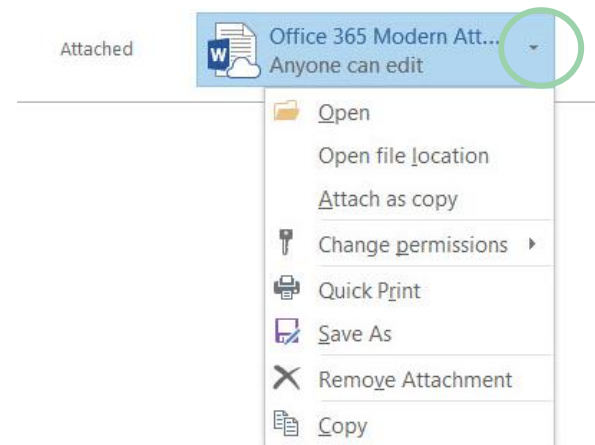 Attached
W
Office 365 Modern Att...
Anyone can edit
Open
Open file location
Attach as copy
Change permissions
Quick Print
Save As
Remove Attachment
Copy